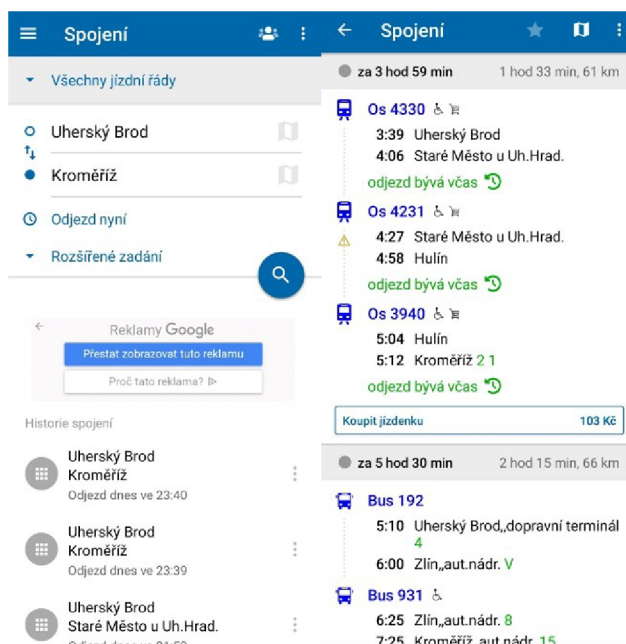 Spojení
Všechny jízdní řády
Uherský Brod
Kroměříž
Odjezd nyní
Rozšířené zadání
Reklamy Google
Přestat zobrazovat tuto reklamu
Proč tato reklama?
Historie spojení
Uherský Brod
Kroměříž
Odjezd dnes ve 23:40
Uherský Brod
Kroměříž
Odjezd dnes ve 23:39
Uherský Brod
Staré Město u Uh.Hrad.
Spojení
za 3 hod 59 min 1 hod 33 min, 61 km
Os 4330
3:39 Uherský Brod
4:06 Staré Město u Uh.Hrad.
odjezd bývá včas
Os 4231
4:27 Staré Město u Uh.Hrad.
4:58 Hulín
odjezd bývá včas
Os 3940
5:04 Hulín
5:12 Kroměříž 2 1
odjezd bývá včas
Koupit jízdenku 103 Kč
za 5 hod 30 min 2 hod 15 min, 66 km
Bus 192
5:10 Uherský Brod,,dopravní terminál
4
6:00 Zlín,,aut.nádr. V
Bus 931
6:25 Zlín,,aut.nádr. 8
7:25 Kroměříž,,aut.nádr. 15